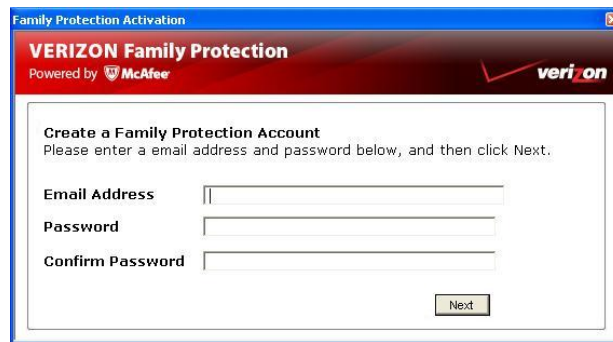 Family Protection Activation
VERIZON Family Protection
Powered by McAfee
verizon
Create a Family Protection Account
Please enter a email address and password below, and then click Next.
Email Address
Password
Confirm Password
Next